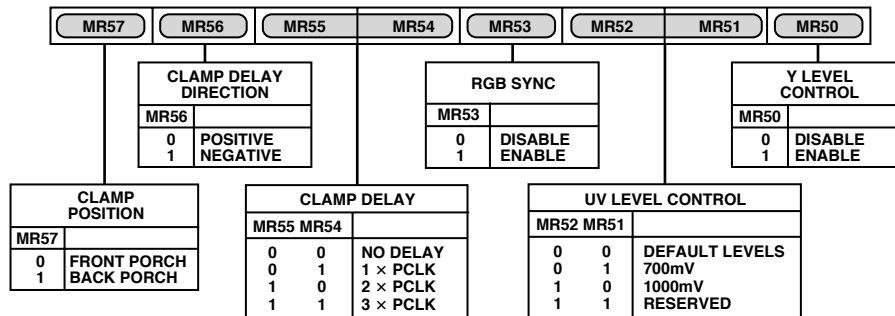 MR57 MR56 MR55 MR54 MR53 MR52 MR51 MR50
CLAMP DELAY
DIRECTION
MR56
0 POSITIVE
1 NEGATIVE
RGB SYNC
MR53
0 DISABLE
1 ENABLE
Y LEVEL
CONTROL
MR50
0 DISABLE
1 ENABLE
CLAMP
POSITION
MR57
0 FRONT PORCH
1 BACK PORCH
CLAMP DELAY
MR55 MR54
0 0 NO DELAY
0 1 1 × PCLK
1 0 2 × PCLK
1 1 3 × PCLK
UV LEVEL CONTROL
MR52 MR51
0 0 DEFAULT LEVELS
0 1 700mV
1 0 1000mV
1 1 RESERVED